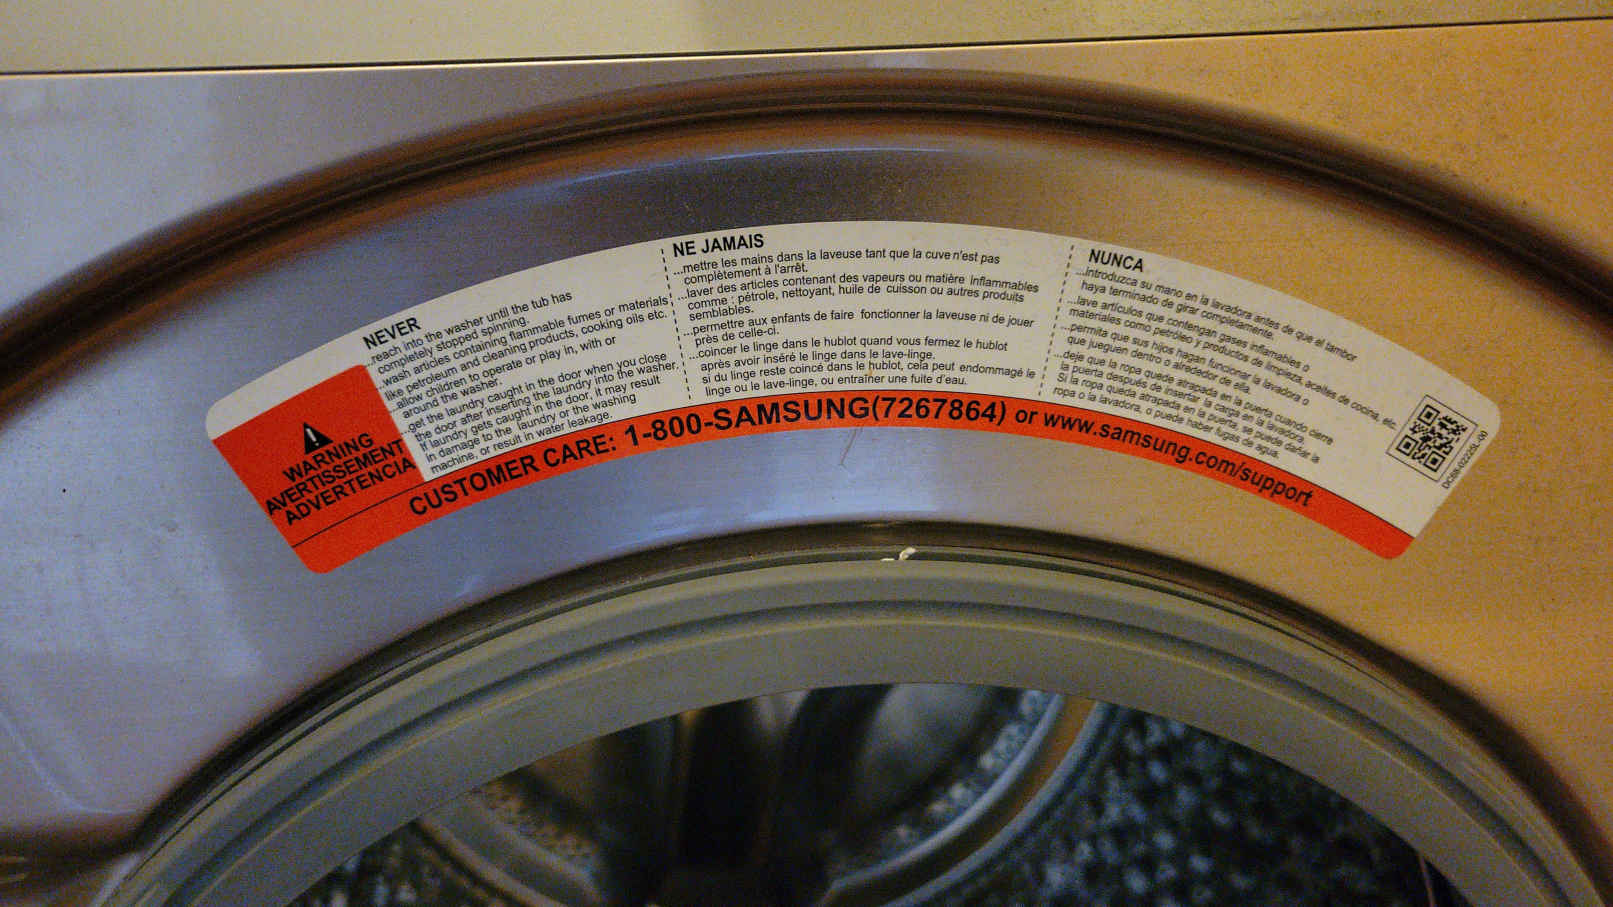 WARNING
AVERTISSEMENT
ADVERTENCIA
NEVER
...reach into the washer until the tub has
completely stopped spinning.
...wash articles containing flammable fumes or materials
like petroleum and cleaning products, cooking oils etc.
...allow children to operate or play in, with or
around the washer.
...get the laundry caught in the door when you close
the door after inserting the laundry into the washer.
If laundry gets caught in the door, it may result
in damage to the laundry or the washing
machine, or result in water leakage.
NE JAMAIS
...mettre les mains dans la laveuse tant que la cuve n'est pas
complètement à l'arrêt.
...laver des articles contenant des vapeurs ou matière inflammables
comme : pétrole, nettoyant, huile de cuisson ou autres produits
semblables.
...permettre aux enfants de faire fonctionner la laveuse ni de jouer
près de celle-ci.
...coincer le linge dans le hublot quand vous fermez le hublot
après avoir inséré le linge dans le lave-linge.
si du linge reste coincé dans le hublot, cela peut endommagé le
linge ou le lave-linge, ou entraîner une fuite d'eau.
NUNCA
...introduzca su mano en la lavadora antes de que el tambor
haya terminado de girar completamente.
...lave artículos que contengan gases inflamables o
materiales como petróleo y productos de limpieza, aceites de cocina, etc.
...permita que sus hijos hagan funcionar la lavadora o
que jueguen dentro o alrededor de ella.
...deje que la ropa quede atrapada en la puerta cuando cierre
la puerta después de insertar la carga en la lavadora.
Si la ropa queda atrapada en la puerta, se puede dañar la
ropa o la lavadora, o puede haber fugas de agua.
DC68-02225L-00
CUSTOMER CARE: 1-800-SAMSUNG(7267864) or www.samsung.com/support